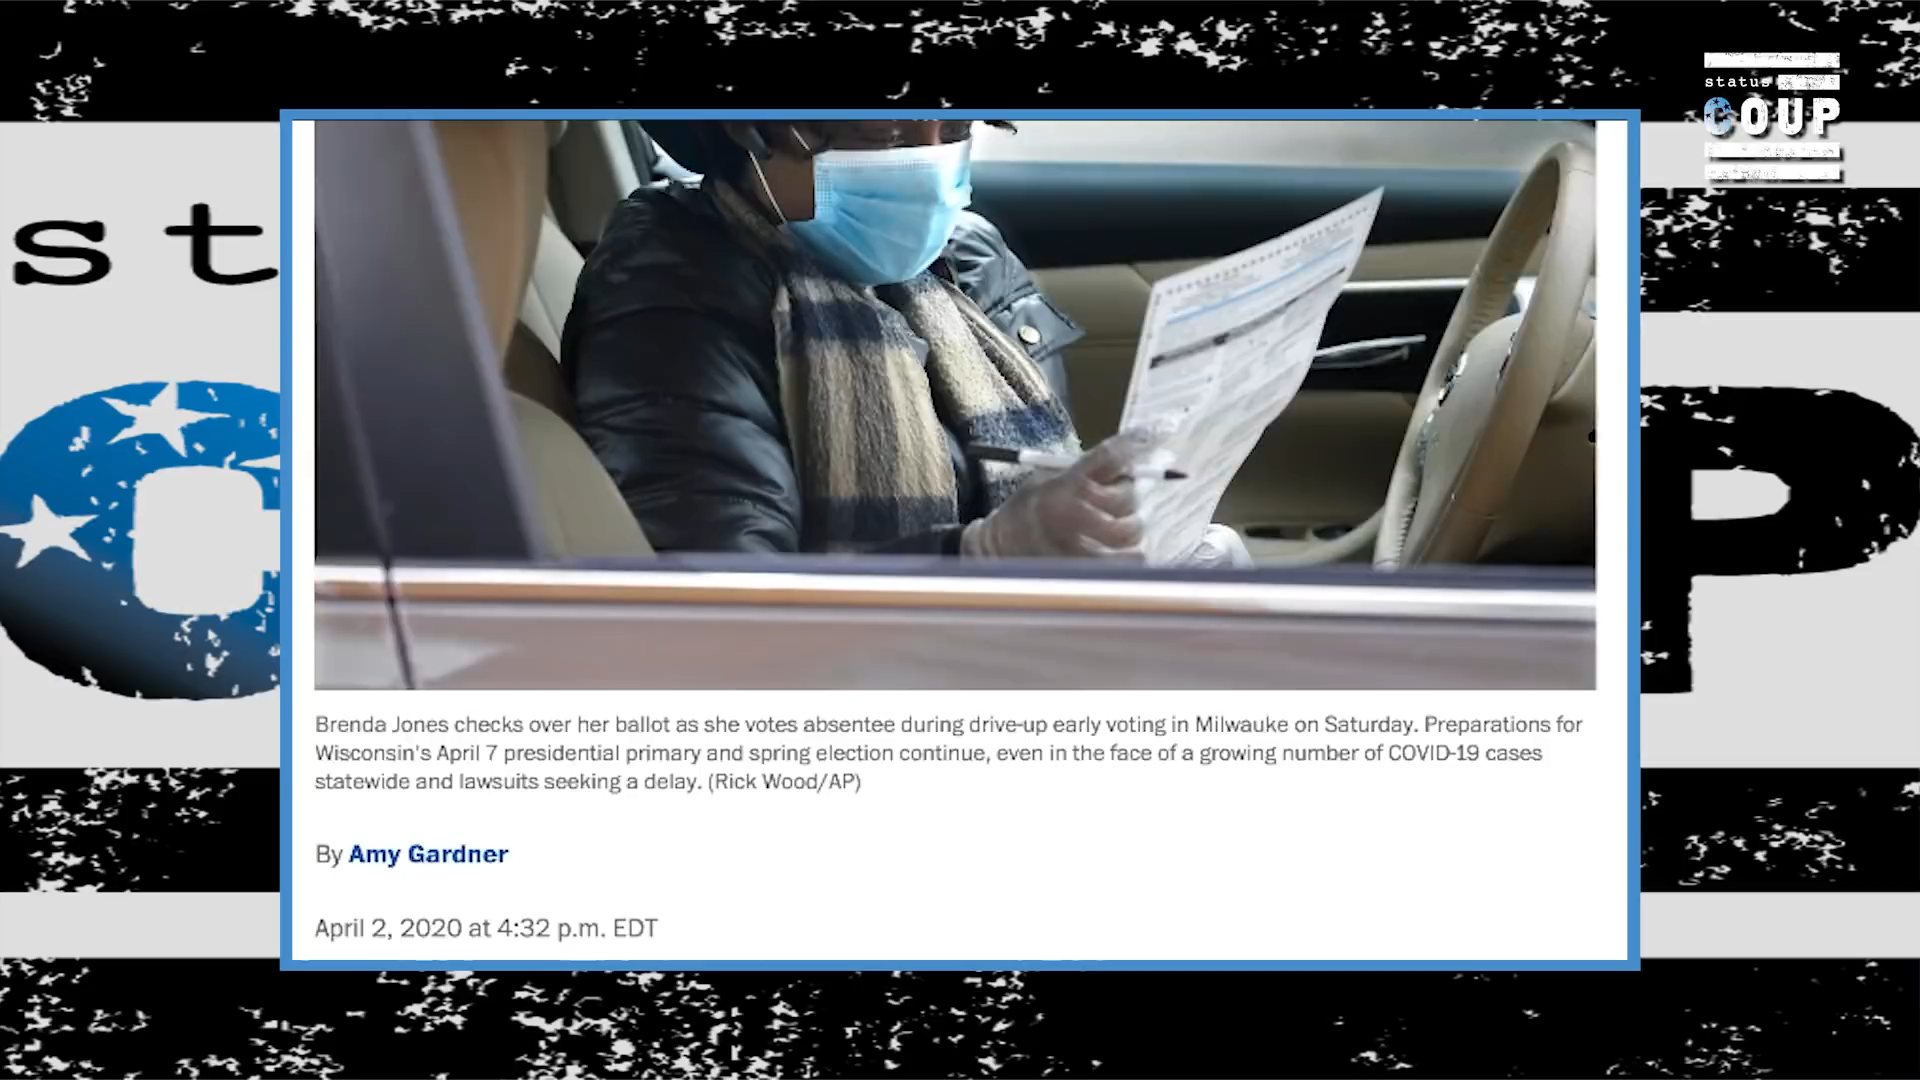 status
COUP
st
C
P
Brenda Jones checks over her ballot as she votes absentee during drive-up early voting in Milwauke on Saturday. Preparations for
Wisconsin's April 7 presidential primary and spring election continue, even in the face of a growing number of COVID-19 cases
statewide and lawsuits seeking a delay. (Rick Wood/AP)
By Amy Gardner
April 2, 2020 at 4:32 p.m. EDT